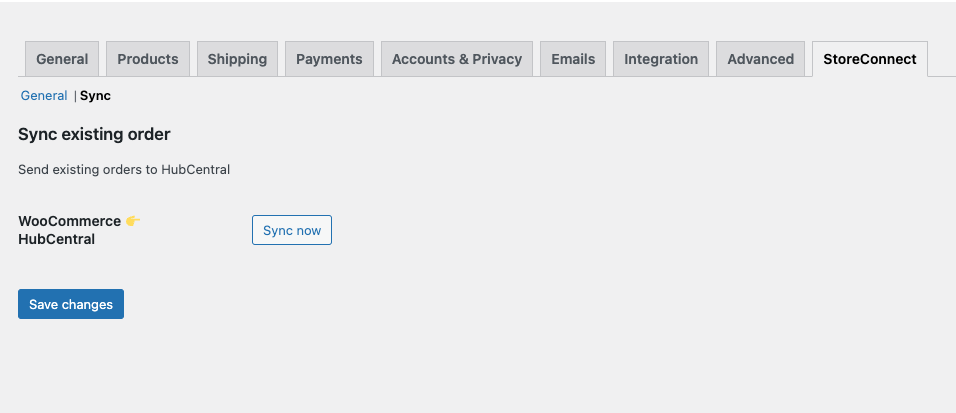 General Products Shipping Payments Accounts & Privacy Emails Integration Advanced StoreConnect
General | Sync
Sync existing order
Send existing orders to HubCentral
WooCommerce 👉
HubCentral
Sync now
Save changes